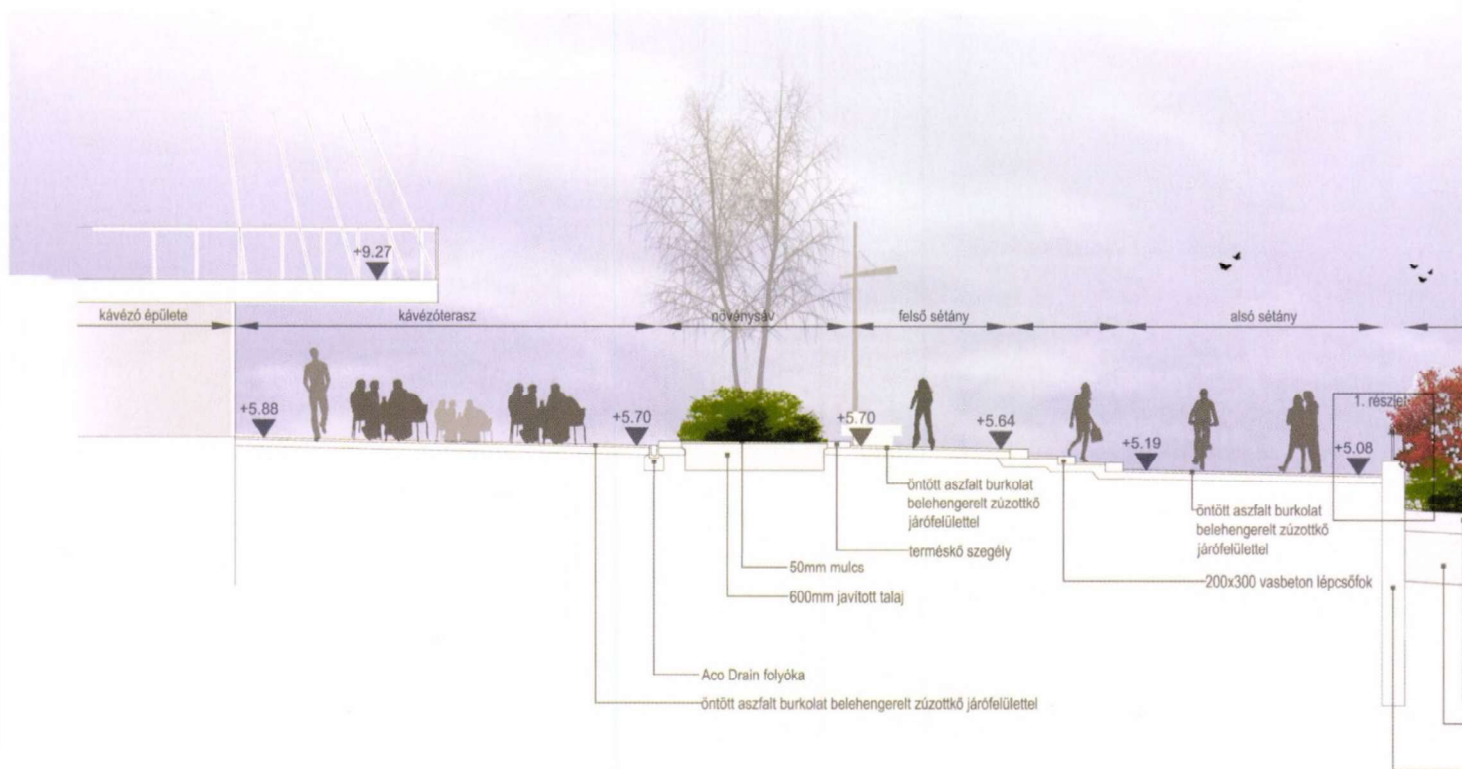 +9.27
kávézó épülete
kávézóterasz
növénysáv
felső sétány
alsó sétány
1. részlet
+5.88
+5.70
+5.70
+5.64
+5.19
+5.08
öntött aszfalt burkolat
belehengerelt zúzottkő
járófelülettel
öntött aszfalt burkolat
belehengerelt zúzottkő
járófelülettel
terméskő szegély
50mm mulcs
200x300 vasbeton lépcsőfok
600mm javított talaj
Aco Drain folyóka
öntött aszfalt burkolat belehengerelt zúzottkő járófelülettel